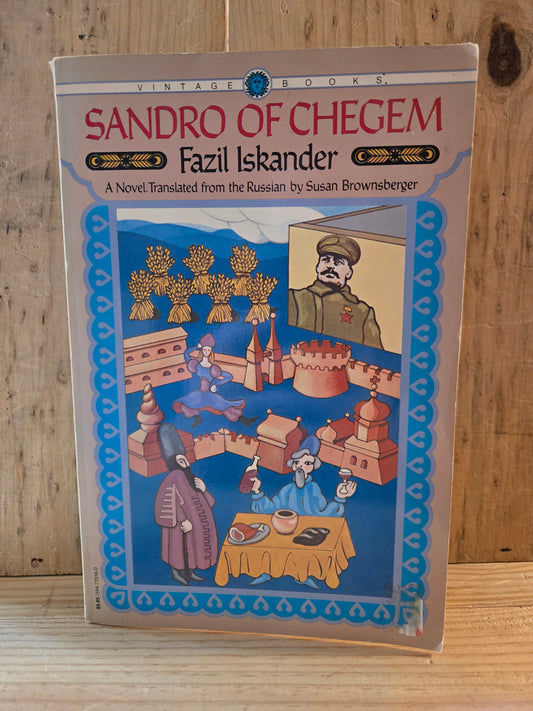 VINTAGE BOOKS
SANDRO OF CHEGEM
Fazil Iskander
A Novel. Translated from the Russian by Susan Brownsberger